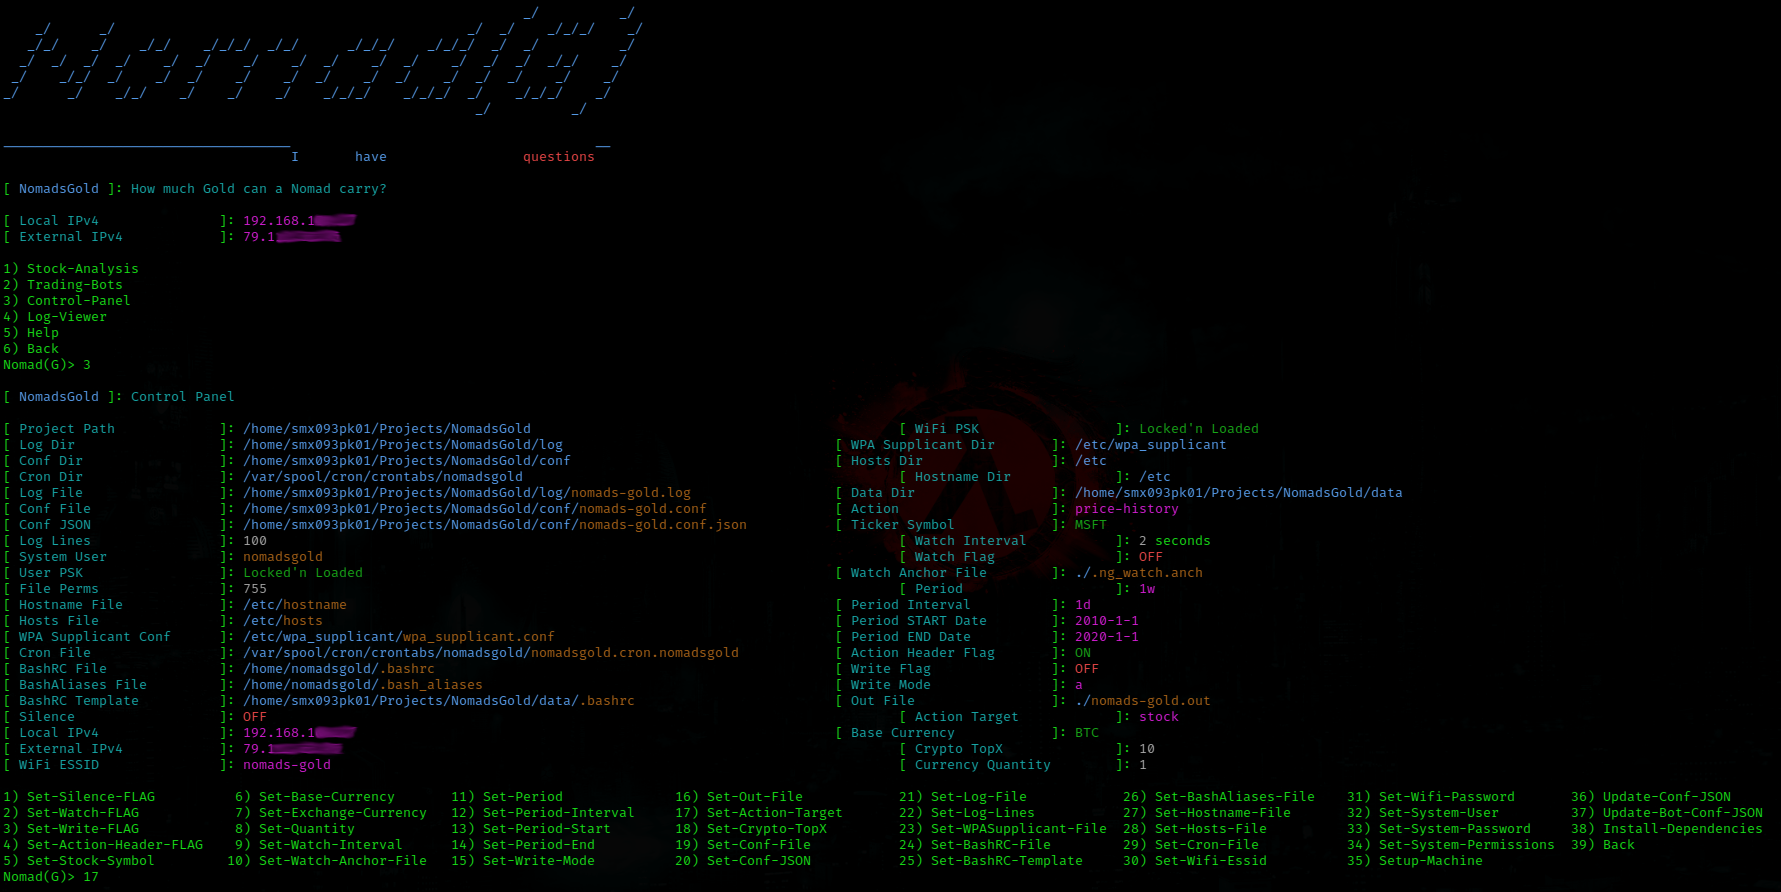 Nomad(G)
I have questions
[ NomadsGold ]: How much Gold can a Nomad carry?
[ Local IPv4 ]: 192.168.1
[ External IPv4 ]: 79.1
1) Stock-Analysis
2) Trading-Bots
3) Control-Panel
4) Log-Viewer
5) Help
6) Back
Nomad(G)> 3
[ NomadsGold ]: Control Panel
[ Project Path ]: /home/smx093pk01/Projects/NomadsGold [ WiFi PSK ]: Locked'n Loaded
[ Log Dir ]: /home/smx093pk01/Projects/NomadsGold/log [ WPA Supplicant Dir ]: /etc/wpa_supplicant
[ Conf Dir ]: /home/smx093pk01/Projects/NomadsGold/conf [ Hosts Dir ]: /etc
[ Cron Dir ]: /var/spool/cron/crontabs/nomadsgold [ Hostname Dir ]: /etc
[ Log File ]: /home/smx093pk01/Projects/NomadsGold/log/nomads-gold.log [ Data Dir ]: /home/smx093pk01/Projects/NomadsGold/data
[ Conf File ]: /home/smx093pk01/Projects/NomadsGold/conf/nomads-gold.conf [ Action ]: price-history
[ Conf JSON ]: /home/smx093pk01/Projects/NomadsGold/conf/nomads-gold.conf.json [ Ticker Symbol ]: MSFT
[ Log Lines ]: 100 [ Watch Interval ]: 2 seconds
[ System User ]: nomadsgold [ Watch Flag ]: OFF
[ User PSK ]: Locked'n Loaded [ Watch Anchor File ]: ./.ng_watch.anch
[ File Perms ]: 755 [ Period ]: 1w
[ Hostname File ]: /etc/hostname [ Period Interval ]: 1d
[ Hosts File ]: /etc/hosts [ Period START Date ]: 2010-1-1
[ WPA Supplicant Conf ]: /etc/wpa_supplicant/wpa_supplicant.conf [ Period END Date ]: 2020-1-1
[ Cron File ]: /var/spool/cron/crontabs/nomadsgold/nomadsgold.cron.nomadsgold [ Action Header Flag ]: ON
[ BashRC File ]: /home/nomadsgold/.bashrc [ Write Flag ]: OFF
[ BashAliases File ]: /home/nomadsgold/.bash_aliases [ Write Mode ]: a
[ BashRC Template ]: /home/smx093pk01/Projects/NomadsGold/data/.bashrc [ Out File ]: ./nomads-gold.out
[ Silence ]: OFF [ Action Target ]: stock
[ Local IPv4 ]: 192.168.1 [ Base Currency ]: BTC
[ External IPv4 ]: 79.1 [ Crypto TopX ]: 10
[ WiFi ESSID ]: nomads-gold [ Currency Quantity ]: 1
1) Set-Silence-FLAG 6) Set-Base-Currency 11) Set-Period 16) Set-Out-File 21) Set-Log-File 26) Set-BashAliases-File 31) Set-Wifi-Password 36) Update-Conf-JSON
2) Set-Watch-FLAG 7) Set-Exchange-Currency 12) Set-Period-Interval 17) Set-Action-Target 22) Set-Log-Lines 27) Set-Hostname-File 32) Set-System-User 37) Update-Bot-Conf-JSON
3) Set-Write-FLAG 8) Set-Quantity 13) Set-Period-Start 18) Set-Crypto-TopX 23) Set-WPASupplicant-File 28) Set-Hosts-File 33) Set-System-Password 38) Install-Dependencies
4) Set-Action-Header-FLAG 9) Set-Watch-Interval 14) Set-Period-End 19) Set-Conf-File 24) Set-BashRC-File 29) Set-Cron-File 34) Set-System-Permissions 39) Back
5) Set-Stock-Symbol 10) Set-Watch-Anchor-File 15) Set-Write-Mode 20) Set-Conf-JSON 25) Set-BashRC-Template 30) Set-Wifi-Essid 35) Setup-Machine
Nomad(G)> 17